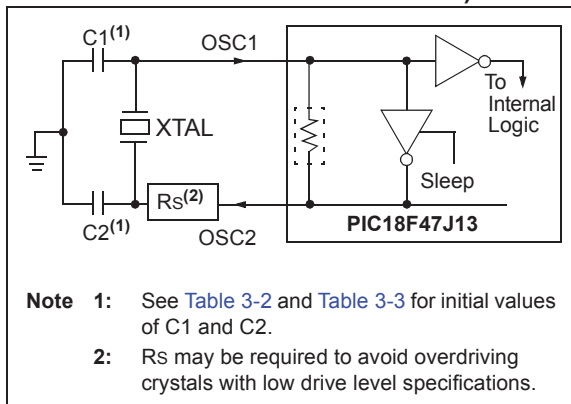 C1(1)
OSC1
To
Internal
Logic
XTAL
Sleep
RS(2)
C2(1)
OSC2
PIC18F47J13
Note 1: See Table 3-2 and Table 3-3 for initial values
of C1 and C2.
2: RS may be required to avoid overdriving
crystals with low drive level specifications.